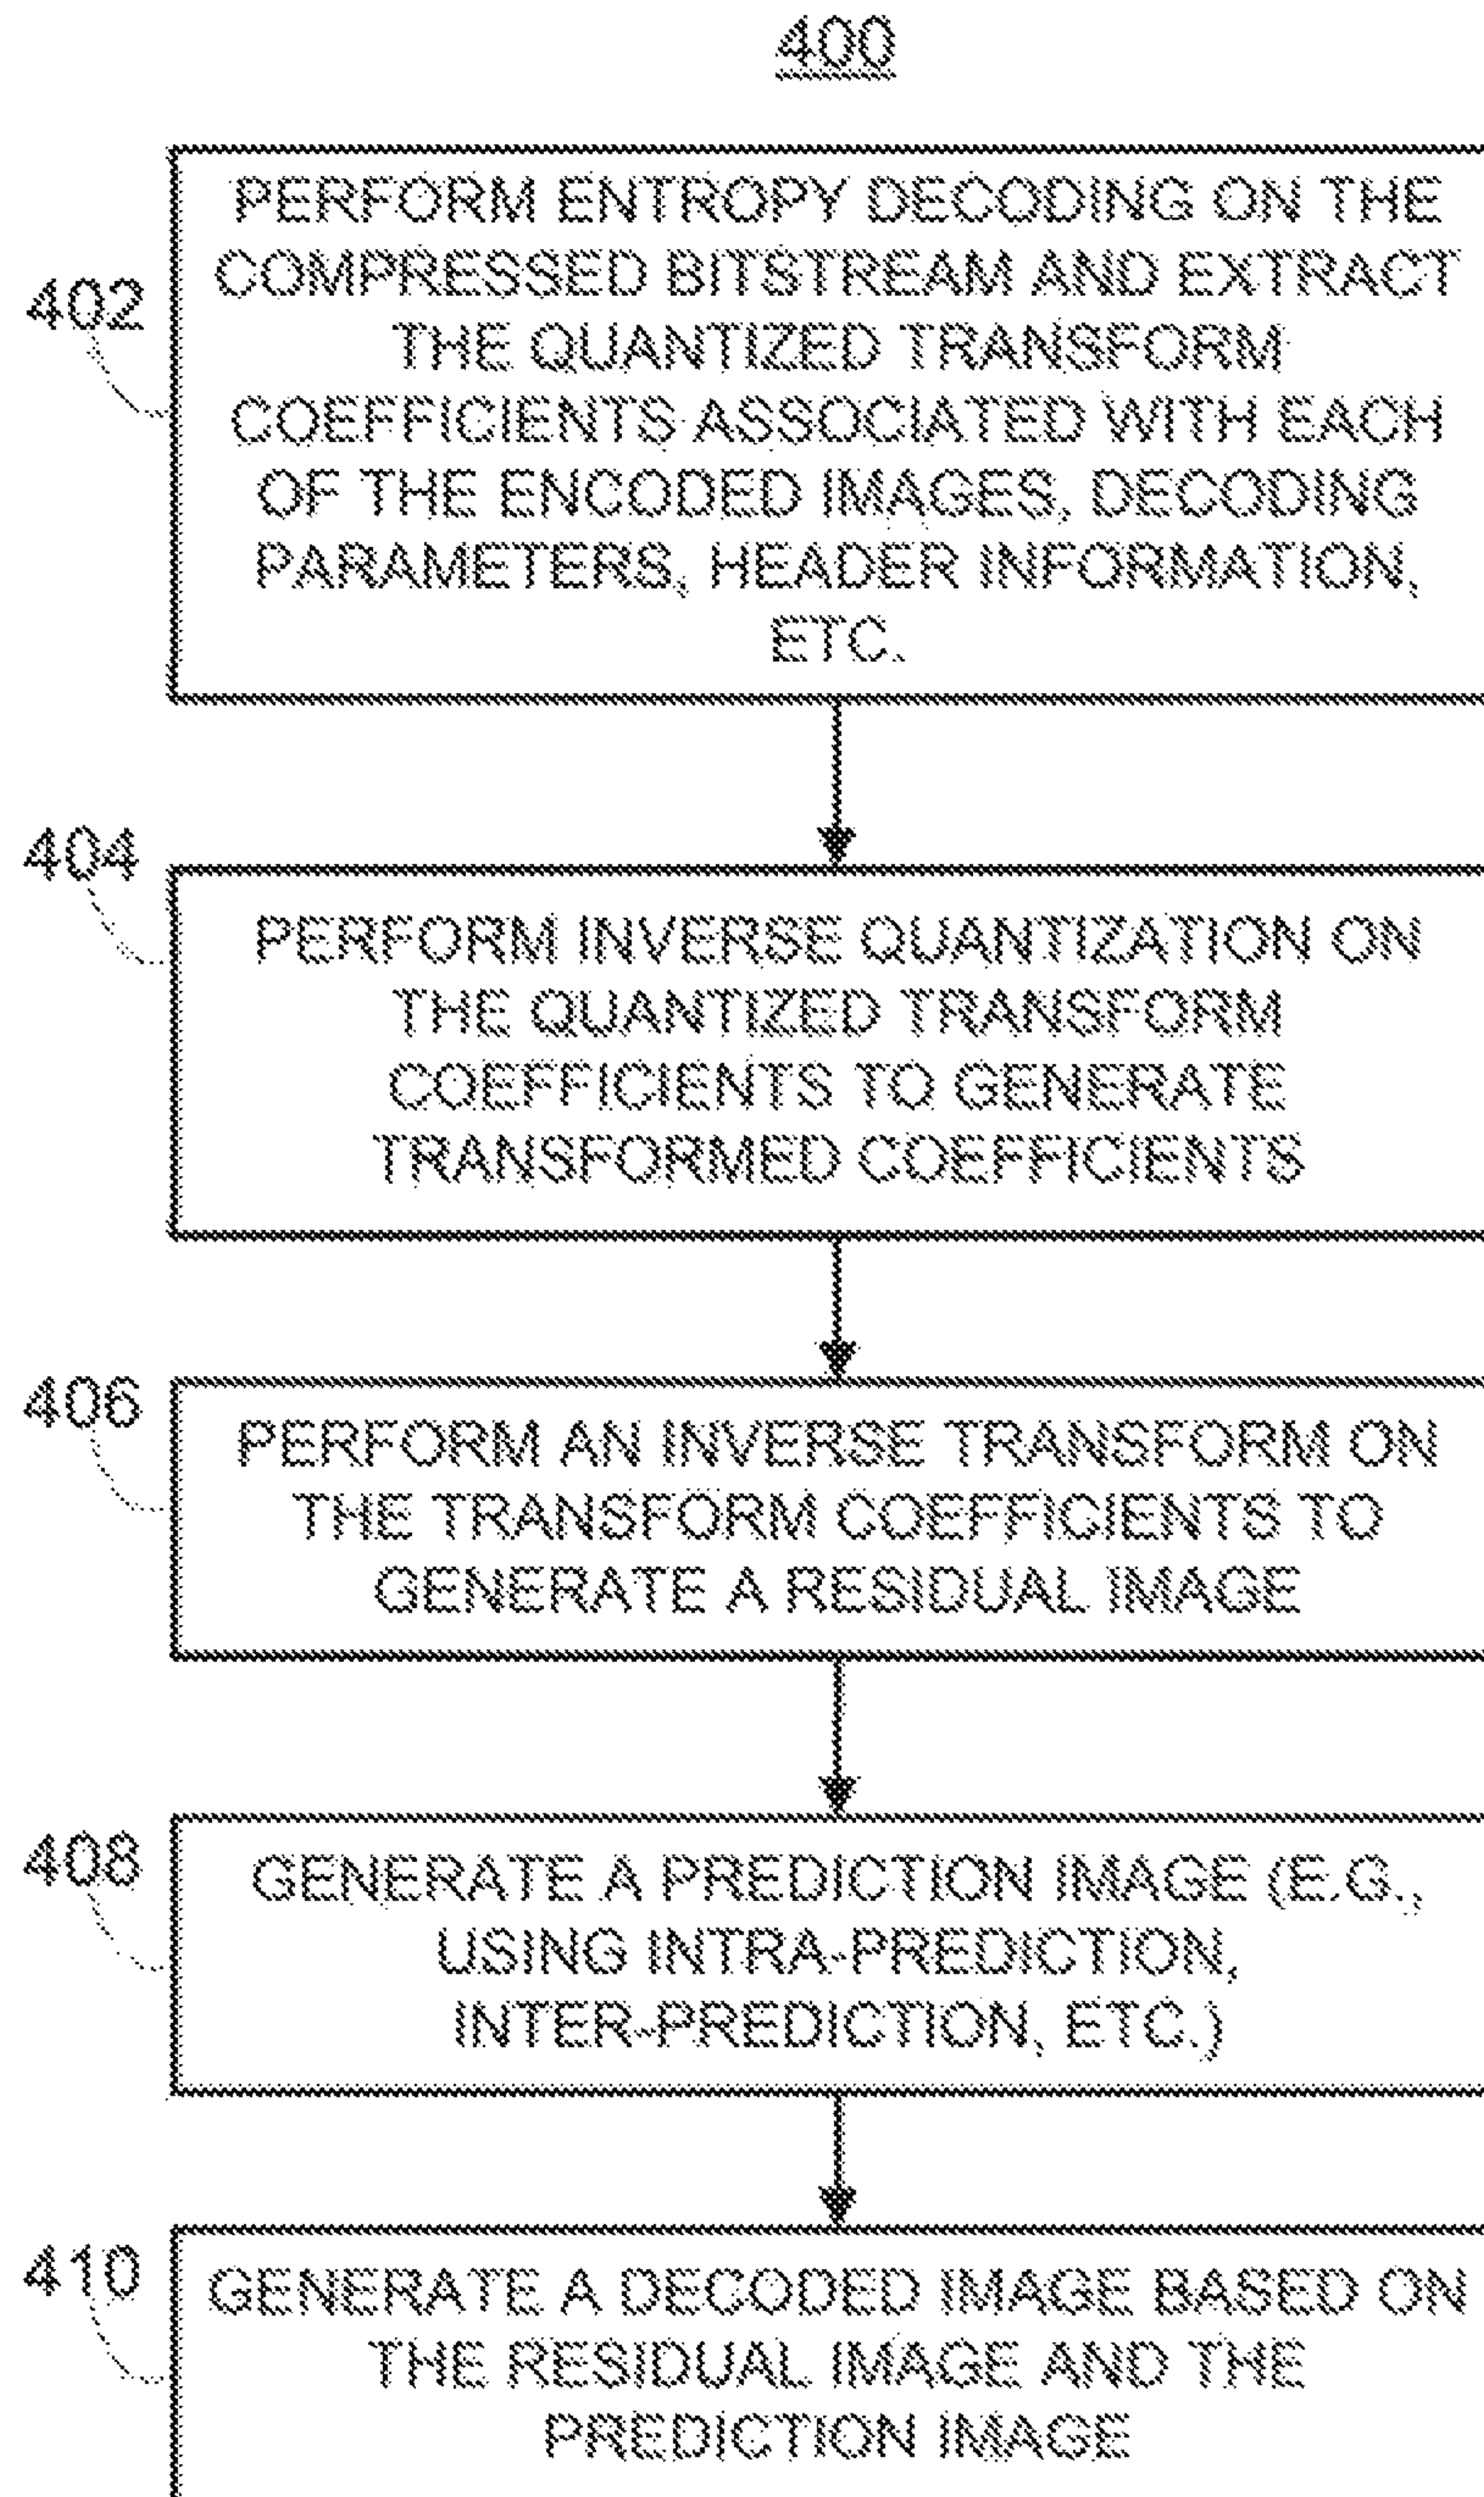 400
402
PERFORM ENTROPY DECODING ON THE
COMPRESSED BITSTREAM AND EXTRACT
THE QUANTIZED TRANSFORM
COEFFICIENTS ASSOCIATED WITH EACH
OF THE ENCODED IMAGES, DECODING
PARAMETERS, HEADER INFORMATION,
ETC.
404
PERFORM INVERSE QUANTIZATION ON
THE QUANTIZED TRANSFORM
COEFFICIENTS TO GENERATE
TRANSFORMED COEFFICIENTS
406
PERFORM AN INVERSE TRANSFORM ON
THE TRANSFORM COEFFICIENTS TO
GENERATE A RESIDUAL IMAGE
408
GENERATE A PREDICTION IMAGE (E.G.,
USING INTRA-PREDICTION,
INTER-PREDICTION, ETC.)
410
GENERATE A DECODED IMAGE BASED ON
THE RESIDUAL IMAGE AND THE
PREDICTION IMAGE